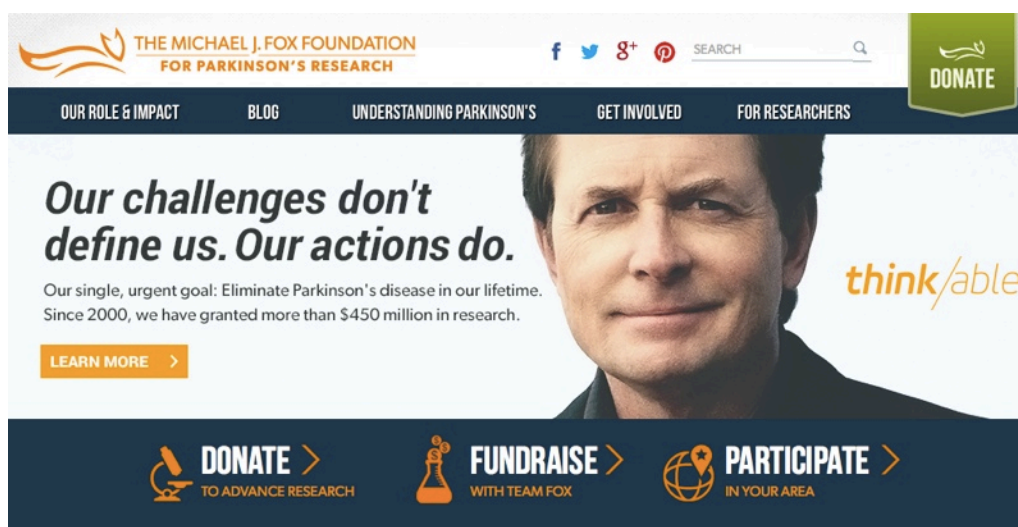 THE MICHAEL J. FOX FOUNDATION
FOR PARKINSON'S RESEARCH
f 8+ SEARCH
DONATE
OUR ROLE & IMPACT BLOG UNDERSTANDING PARKINSON'S GET INVOLVED FOR RESEARCHERS
Our challenges don't
define us. Our actions do.
Our single, urgent goal: Eliminate Parkinson's disease in our lifetime.
Since 2000, we have granted more than $450 million in research.
LEARN MORE >
think/able
DONATE >
TO ADVANCE RESEARCH
FUNDRAISE >
WITH TEAM FOX
PARTICIPATE >
IN YOUR AREA